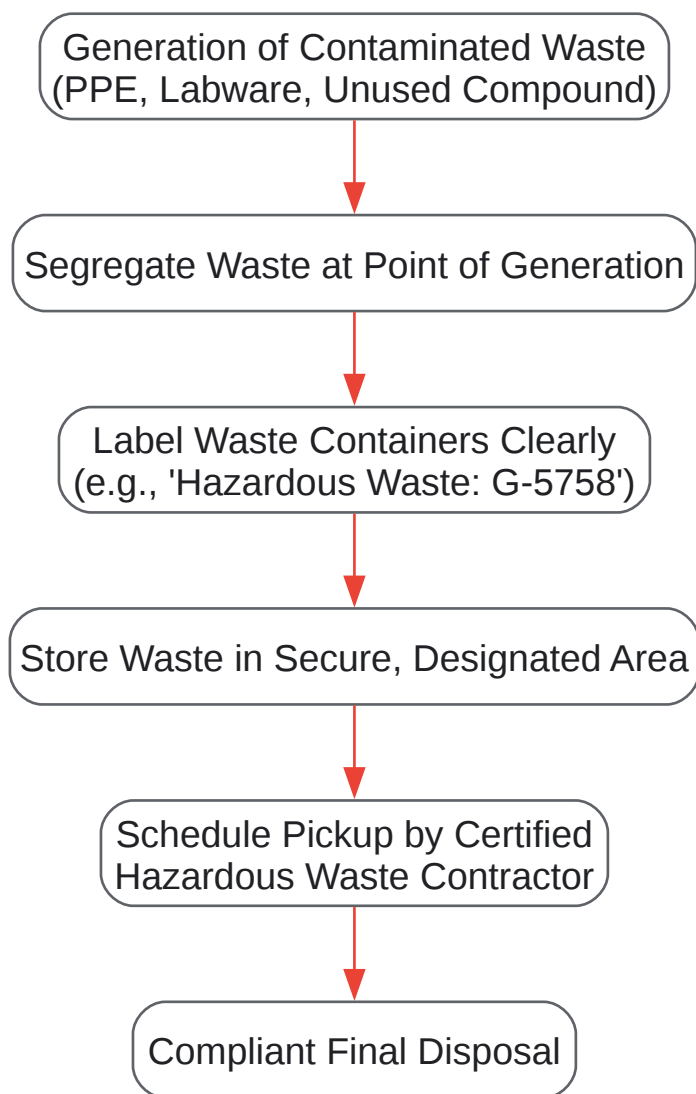 Generation of Contaminated Waste
(PPE, Labware, Unused Compound)
Segregate Waste at Point of Generation
Label Waste Containers Clearly
(e.g., 'Hazardous Waste: G-5758')
Store Waste in Secure, Designated Area
Schedule Pickup by Certified
Hazardous Waste Contractor
Compliant Final Disposal